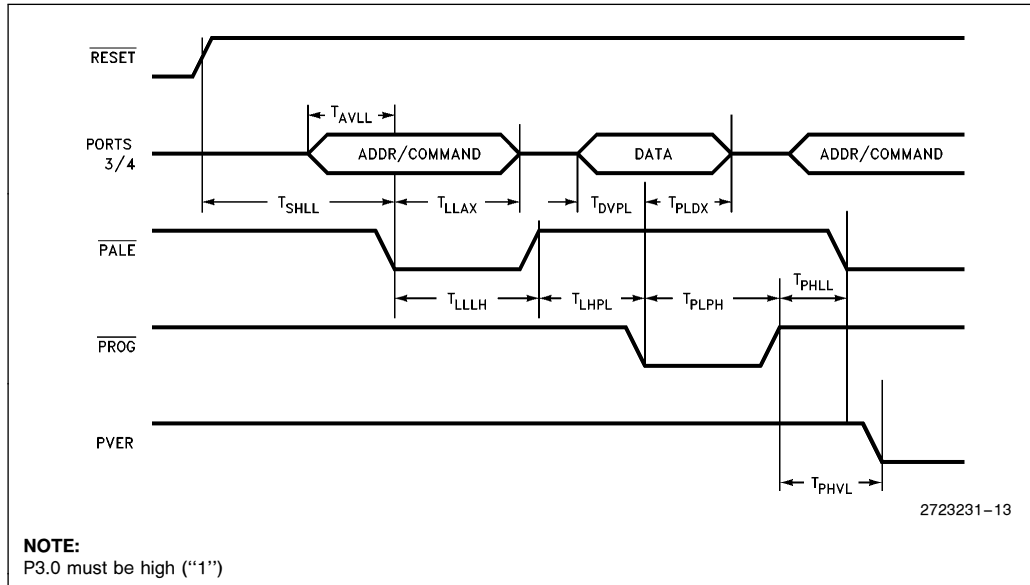 RESET
T_AVLL
PORTS
3/4
ADDR/COMMAND
DATA
ADDR/COMMAND
T_SHLL
T_LLAX
T_DVPL
T_PLDX
PALE
T_PHLL
T_LLLH
T_LHPL
T_PLPH
PROG
PVER
T_PHVL
2723231–13
NOTE:
P3.0 must be high (‘‘1’’)